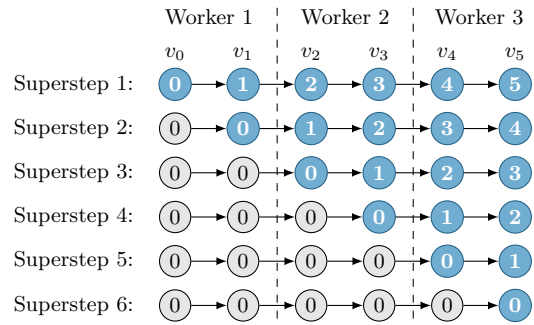 Worker 1 Worker 2 Worker 3
v0 v1 v2 v3 v4 v5
Superstep 1: 0 1 2 3 4 5
Superstep 2: 0 0 1 2 3 4
Superstep 3: 0 0 0 1 2 3
Superstep 4: 0 0 0 0 1 2
Superstep 5: 0 0 0 0 0 1
Superstep 6: 0 0 0 0 0 0